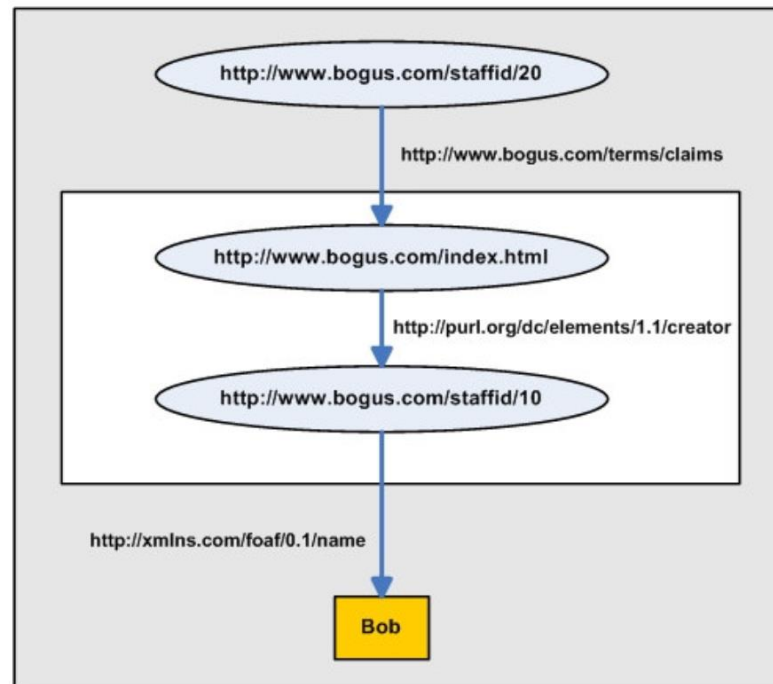 http://www.bogus.com/staffid/20
http://www.bogus.com/terms/claims
http://www.bogus.com/index.html
http://purl.org/dc/elements/1.1/creator
http://www.bogus.com/staffid/10
http://xmlns.com/foaf/0.1/name
Bob